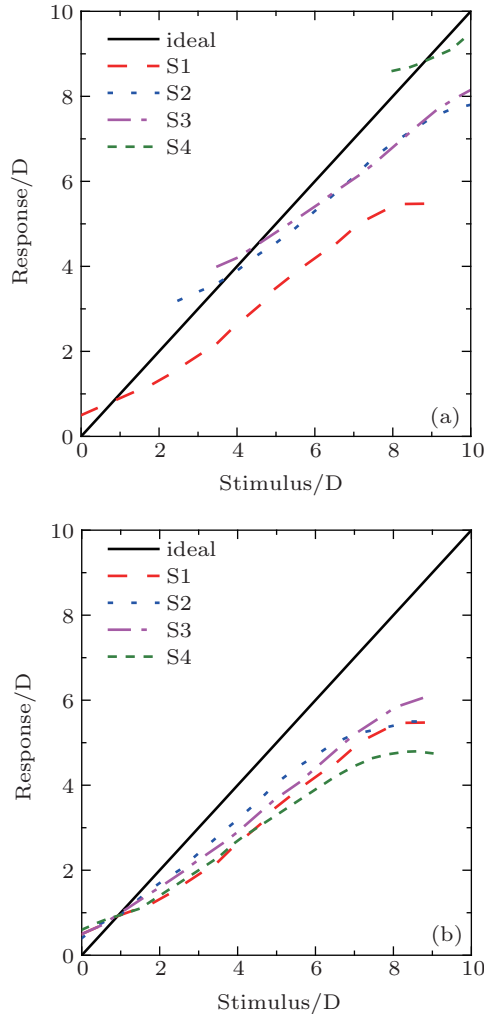 10
8
6
4
2
0
Response/D
ideal
S1
S2
S3
S4
(a)
0 2 4 6 8 10
Stimulus/D
10
8
6
4
2
0
Response/D
ideal
S1
S2
S3
S4
(b)
0 2 4 6 8 10
Stimulus/D